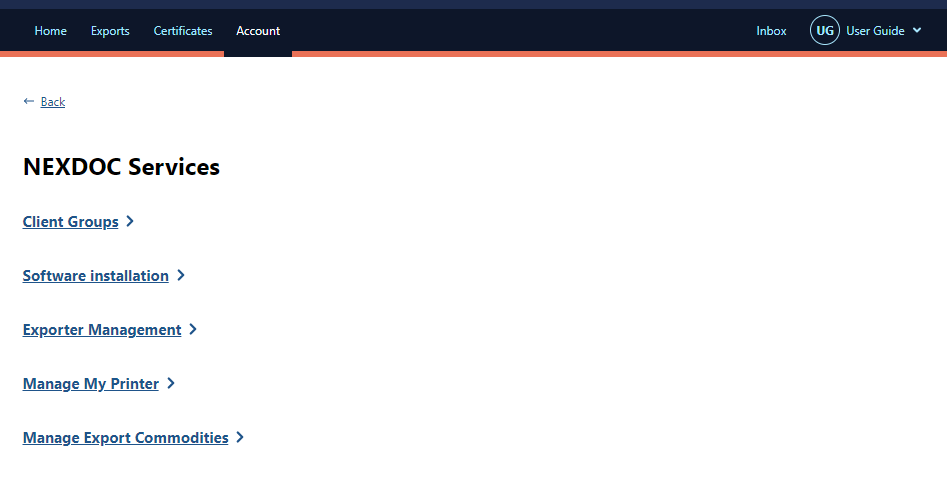 Home Exports Certificates Account Inbox UG User Guide
← Back
NEXDOC Services
Client Groups
Software installation
Exporter Management
Manage My Printer
Manage Export Commodities